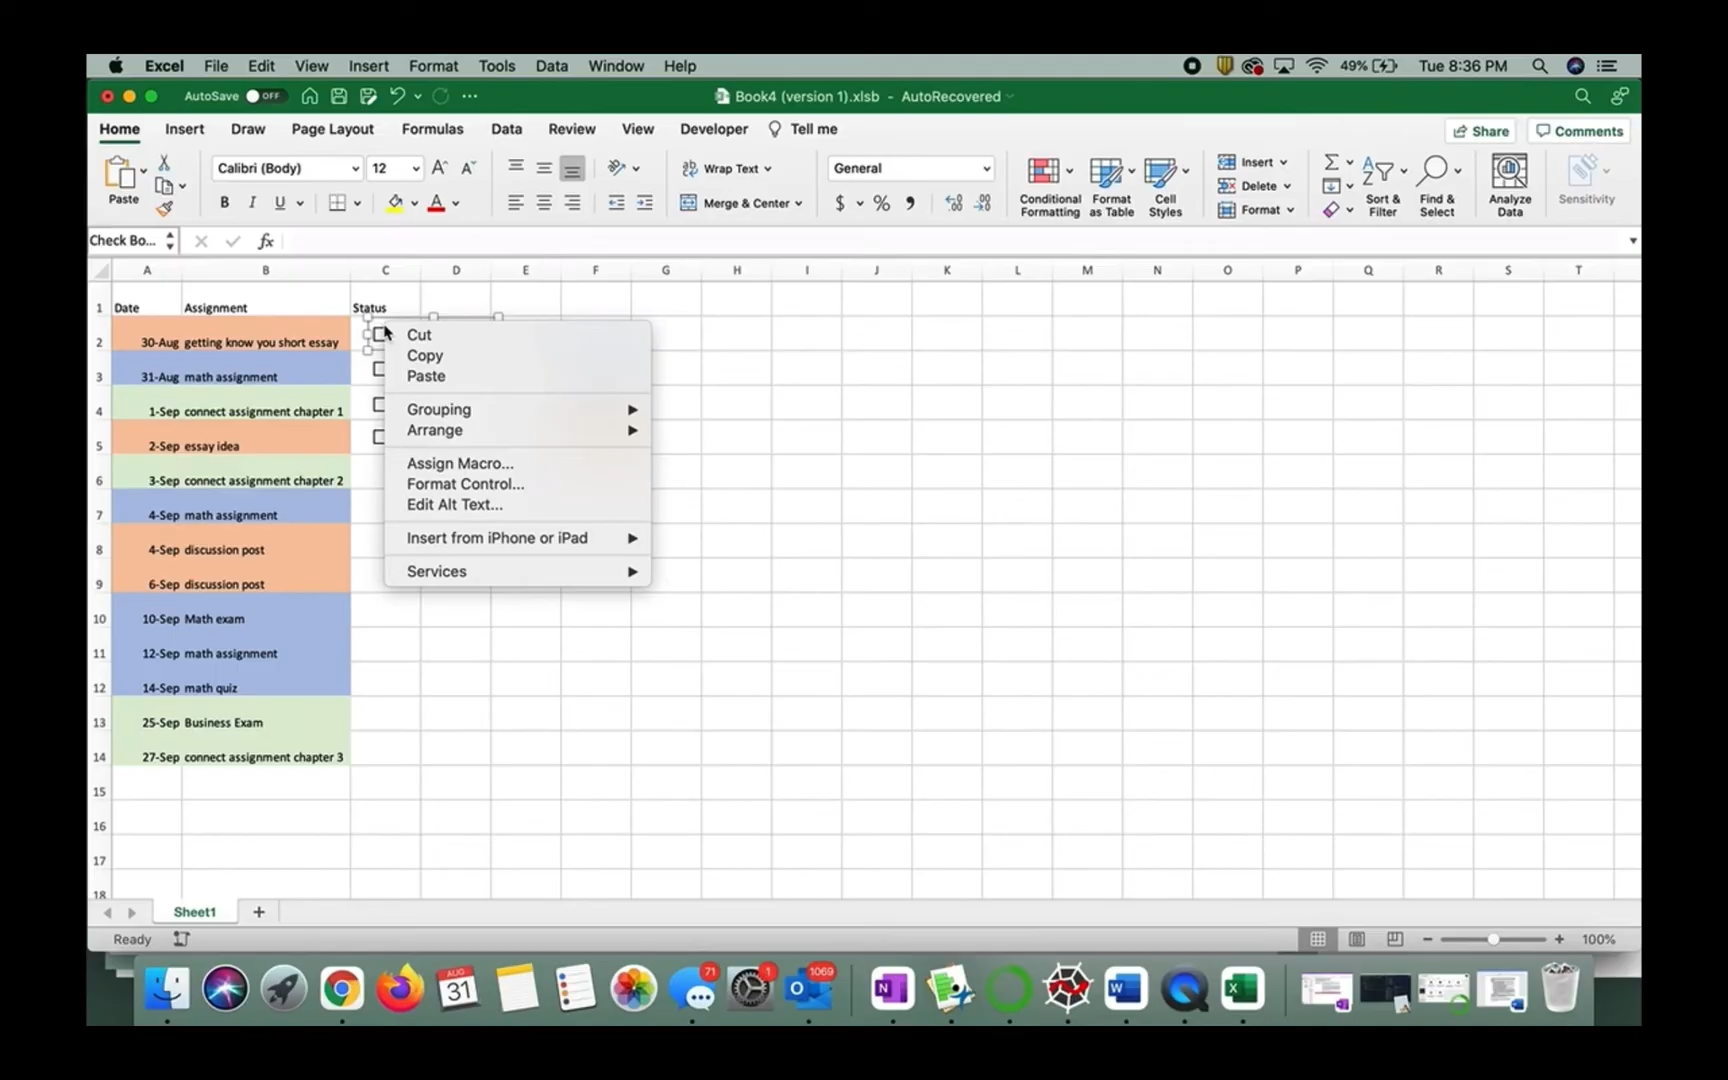 Excel File Edit View Insert Format Tools Data Window Help 49% Tue 8:36 PM
AutoSave OFF Book4 (version 1).xlsb - AutoRecovered
Home Insert Draw Page Layout Formulas Data Review View Developer Tell me Share Comments
Paste Calibri (Body) 12 Wrap Text General Conditional Formatting Format as Table Cell Styles Insert Sort & Filter Find & Select Analyze Data Sensitivity
B I U Merge & Center $ % Delete
Format
Check Bo... fx
A B C D E F G H I J K L M N O P Q R S T
1 Date Assignment Status
2 30-Aug getting know you short essay
3 31-Aug math assignment
4 1-Sep connect assignment chapter 1
5 2-Sep essay idea
6 3-Sep connect assignment chapter 2
7 4-Sep math assignment
8 4-Sep discussion post
9 6-Sep discussion post
10 10-Sep Math exam
11 12-Sep math assignment
12 14-Sep math quiz
13 25-Sep Business Exam
14 27-Sep connect assignment chapter 3
15
16
17
18
Cut
Copy
Paste
Grouping
Arrange
Assign Macro...
Format Control...
Edit Alt Text...
Insert from iPhone or iPad
Services
Sheet1
Ready 100%
AUG 31 71 1 1069 N W X